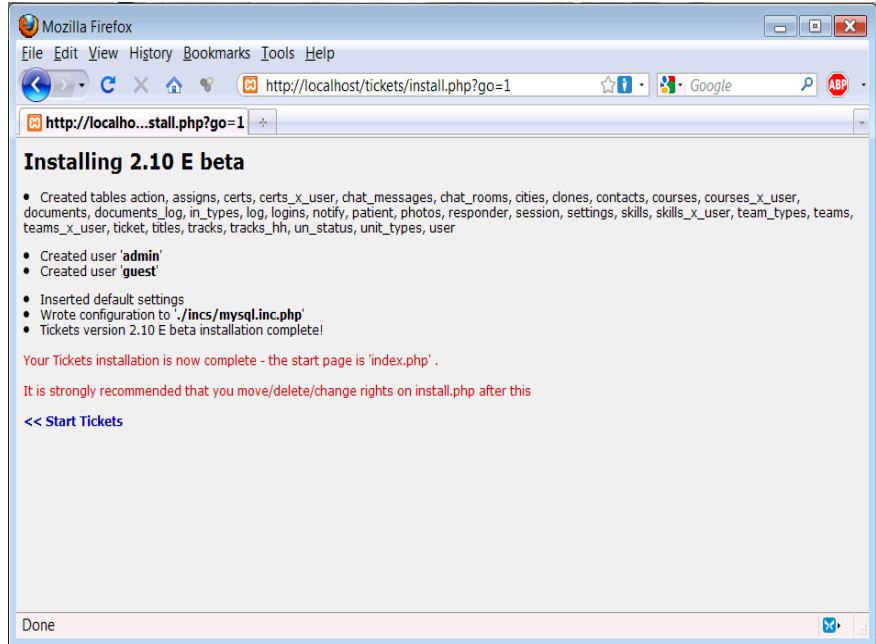 Mozilla Firefox
File Edit View History Bookmarks Tools Help
http://localhost/tickets/install.php?go=1
Google
ABP
http://localho...stall.php?go=1
Installing 2.10 E beta
• Created tables action, assigns, certs, certs_x_user, chat_messages, chat_rooms, cities, clones, contacts, courses, courses_x_user,
documents, documents_log, in_types, log, logins, notify, patient, photos, responder, session, settings, skills, skills_x_user, team_types, teams,
teams_x_user, ticket, titles, tracks, tracks_hh, un_status, unit_types, user
• Created user 'admin'
• Created user 'guest'
• Inserted default settings
• Wrote configuration to './incs/mysql.inc.php'
• Tickets version 2.10 E beta installation complete!
Your Tickets installation is now complete - the start page is 'index.php' .
It is strongly recommended that you move/delete/change rights on install.php after this
<< Start Tickets
Done